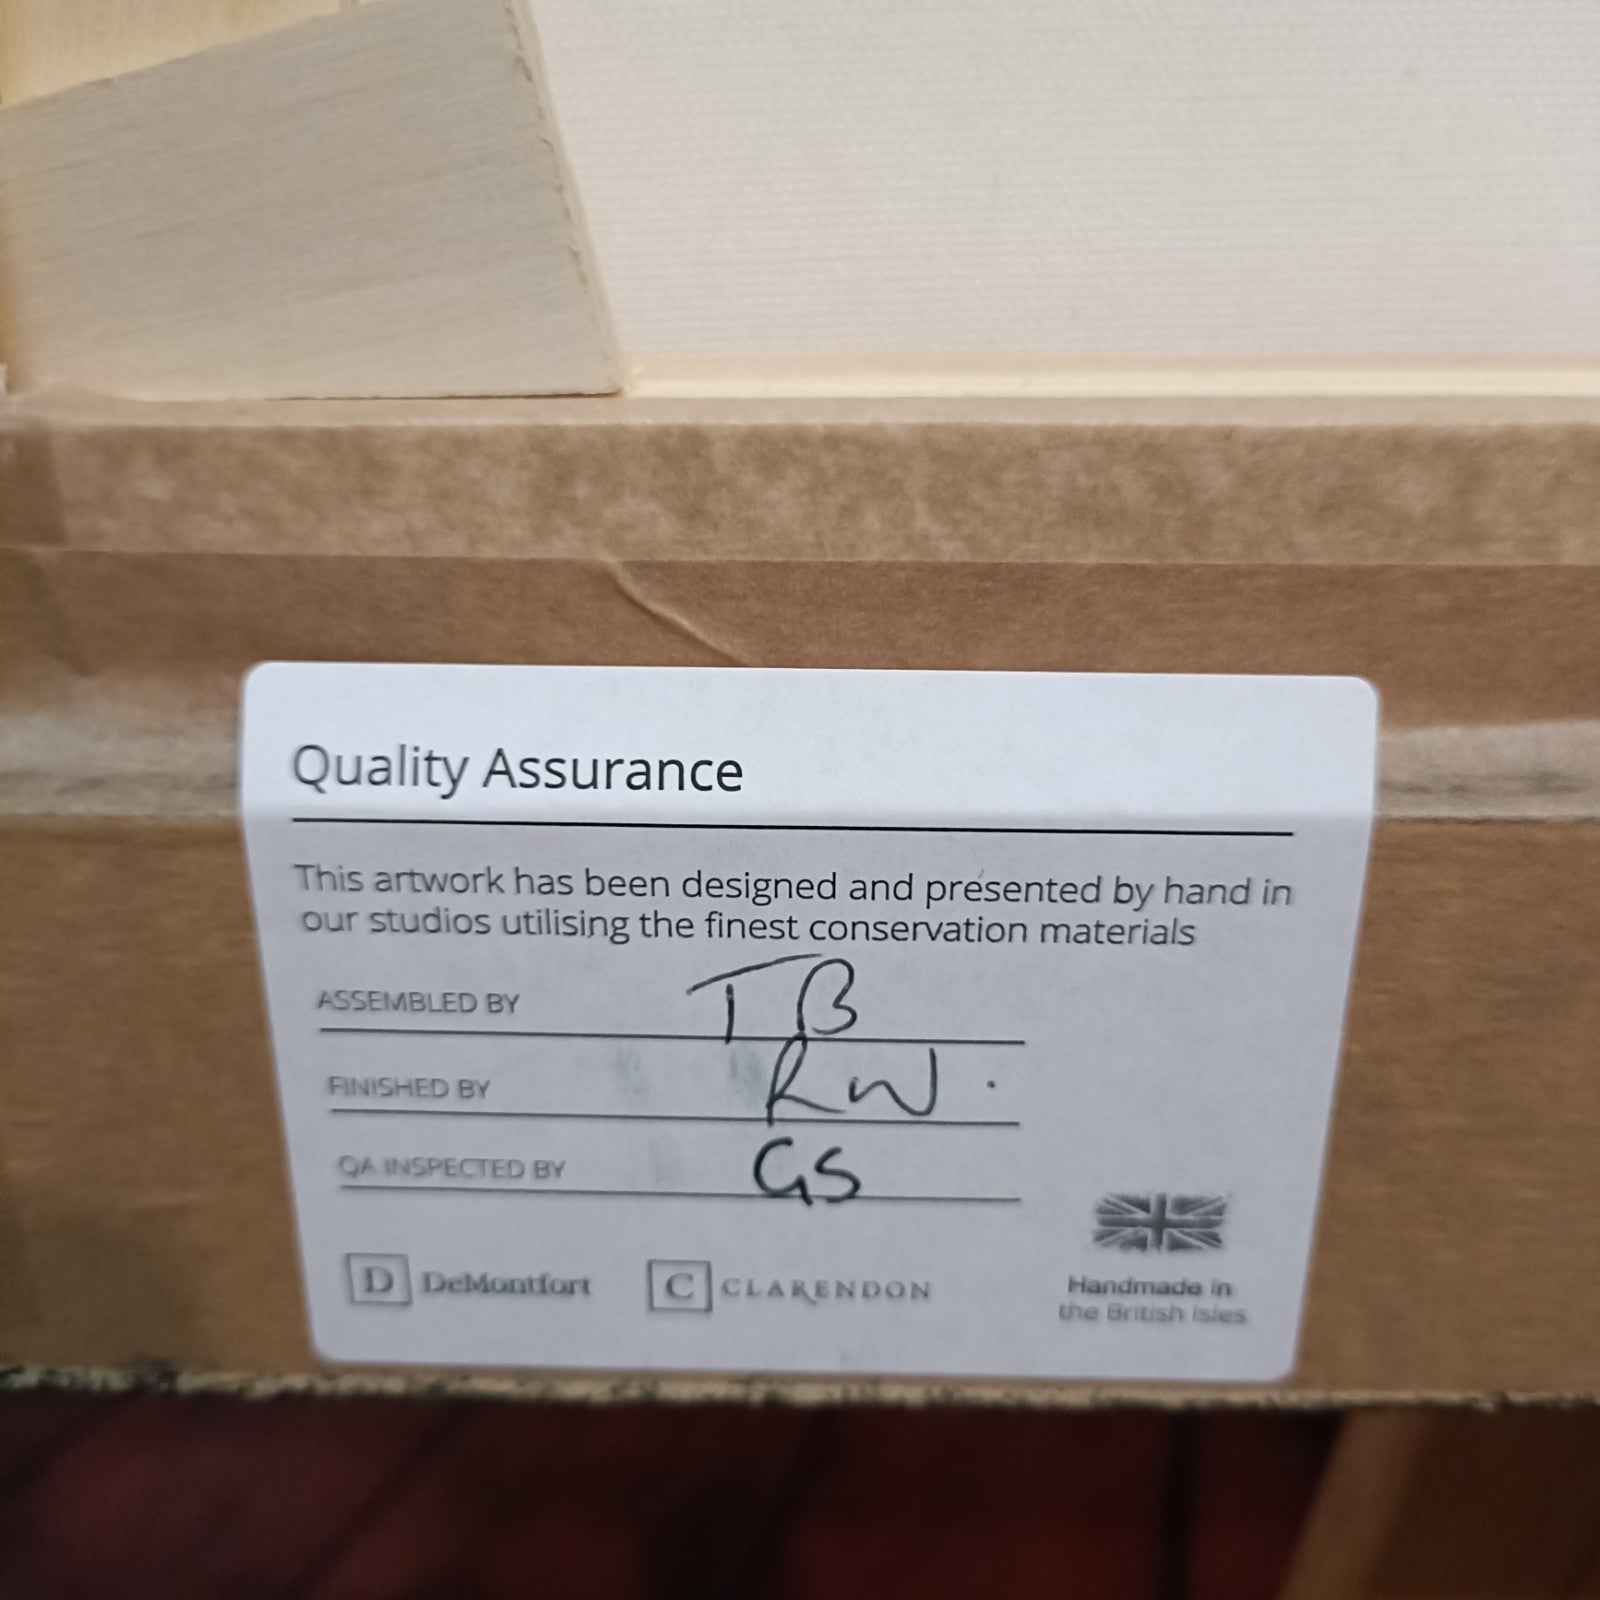 Quality Assurance
This artwork has been designed and presented by hand in
our studios utilising the finest conservation materials
ASSEMBLED BY TB
FINISHED BY RW.
QA INSPECTED BY GS
D DeMontfort C CLARENDON
Handmade in
the British Isles